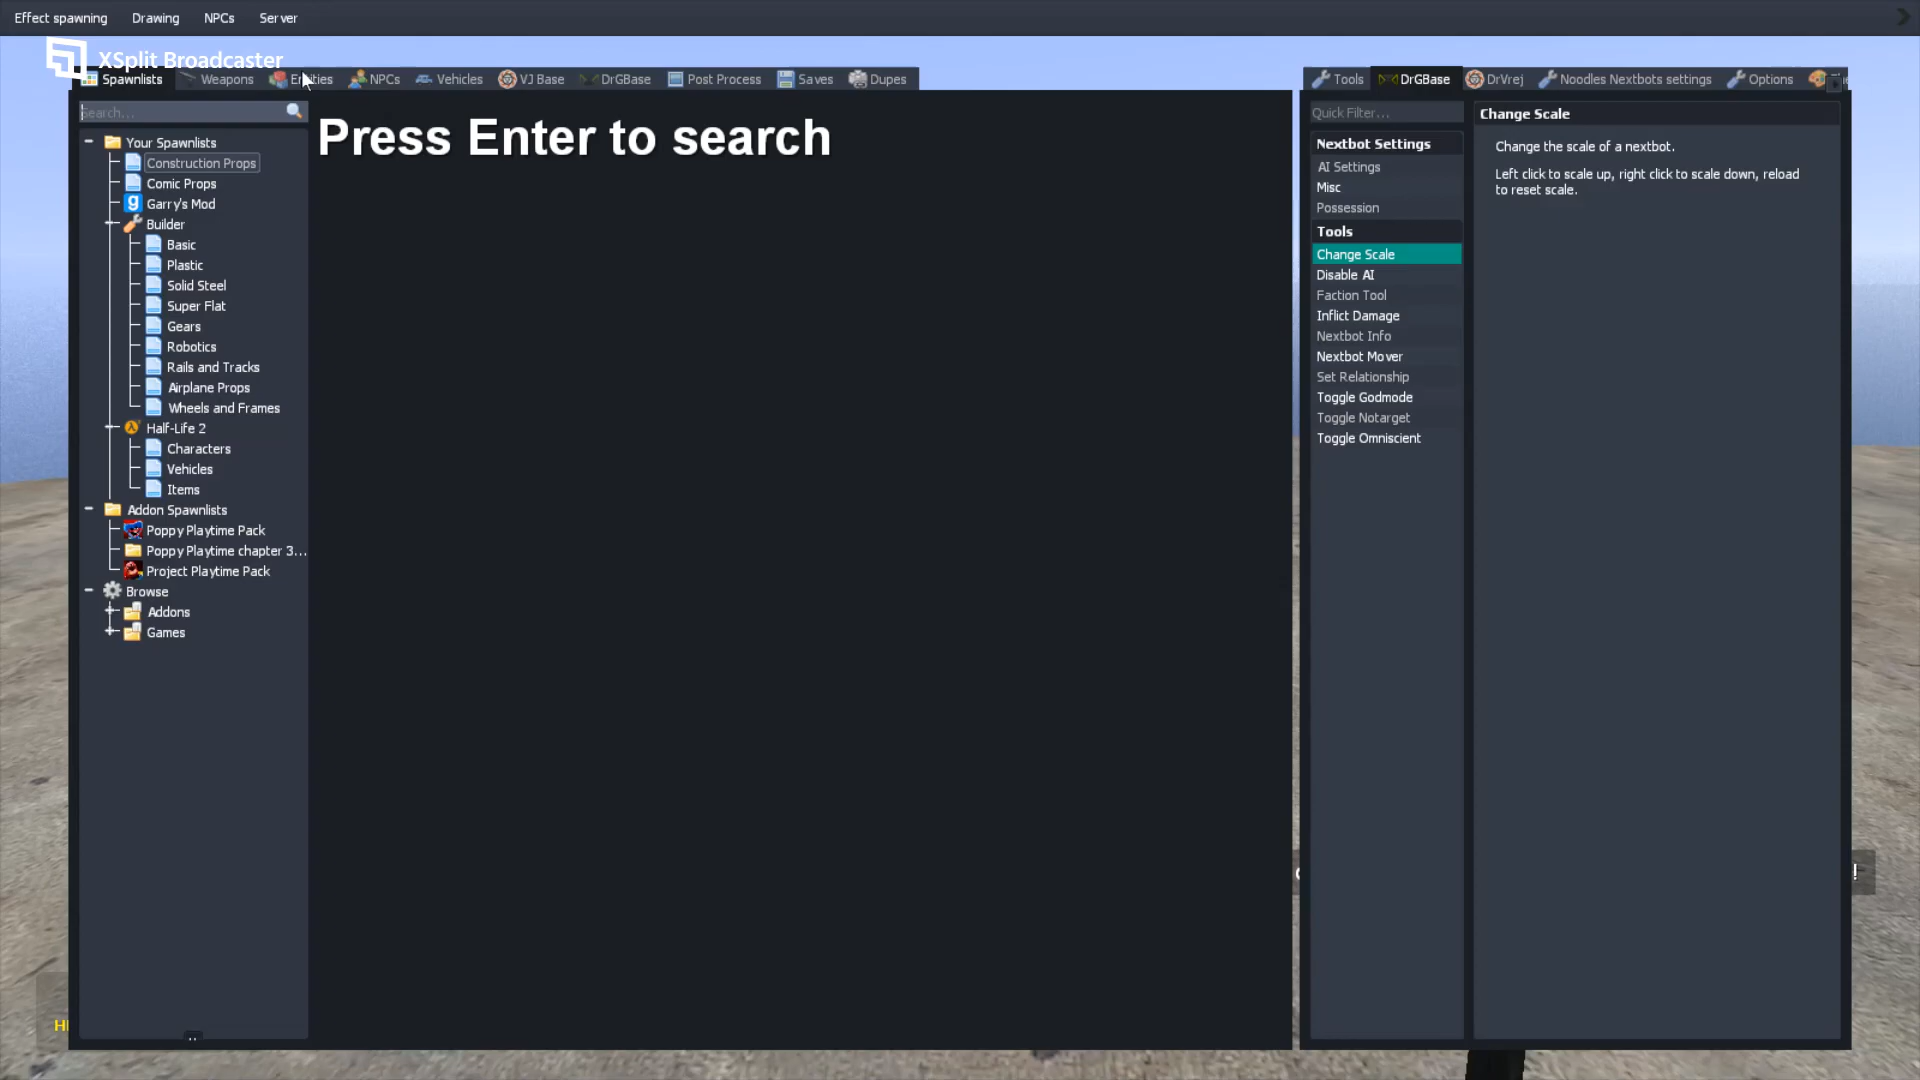 Effect spawning Drawing NPCs Server
XSplit Broadcaster
Spawnlists Weapons Entities NPCs Vehicles VJ Base DrGBase Post Process Saves Dupes
Search...
Press Enter to search
Your Spawnlists
Construction Props
Comic Props
Garry's Mod
Builder
Basic
Plastic
Solid Steel
Super Flat
Gears
Robotics
Rails and Tracks
Airplane Props
Wheels and Frames
Half-Life 2
Characters
Vehicles
Items
Addon Spawnlists
Poppy Playtime Pack
Poppy Playtime chapter 3...
Project Playtime Pack
Browse
Addons
Games
Tools DrGBase DrVrej Noodles Nextbots settings Options
Quick Filter...
Nextbot Settings
AI Settings
Misc
Possession
Tools
Change Scale
Disable AI
Faction Tool
Inflict Damage
Nextbot Info
Nextbot Mover
Set Relationship
Toggle Godmode
Toggle Notarget
Toggle Omniscient
Change Scale
Change the scale of a nextbot.
Left click to scale up, right click to scale down, reload
to reset scale.
!